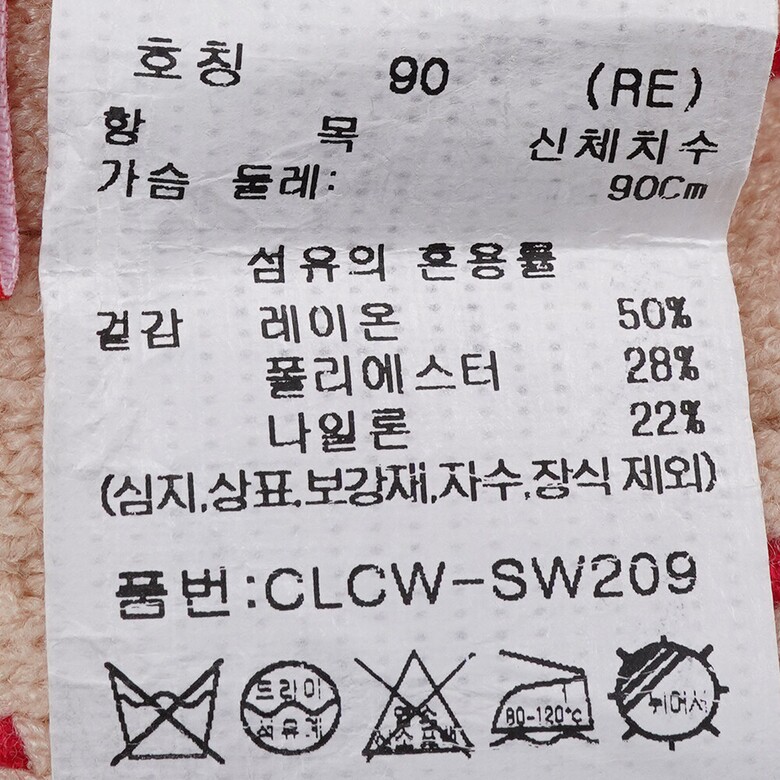 호칭 90 (RE)
항 목 신체치수
가슴 둘레: 90Cm
섬유의 혼용률
겉감 레이온 50%
폴리에스터 28%
나일론 22%
(심지,상표,보강재,자수,장식 제외)
품번:CLCW-SW209
드라이
석유계
80-120℃
뉘어서